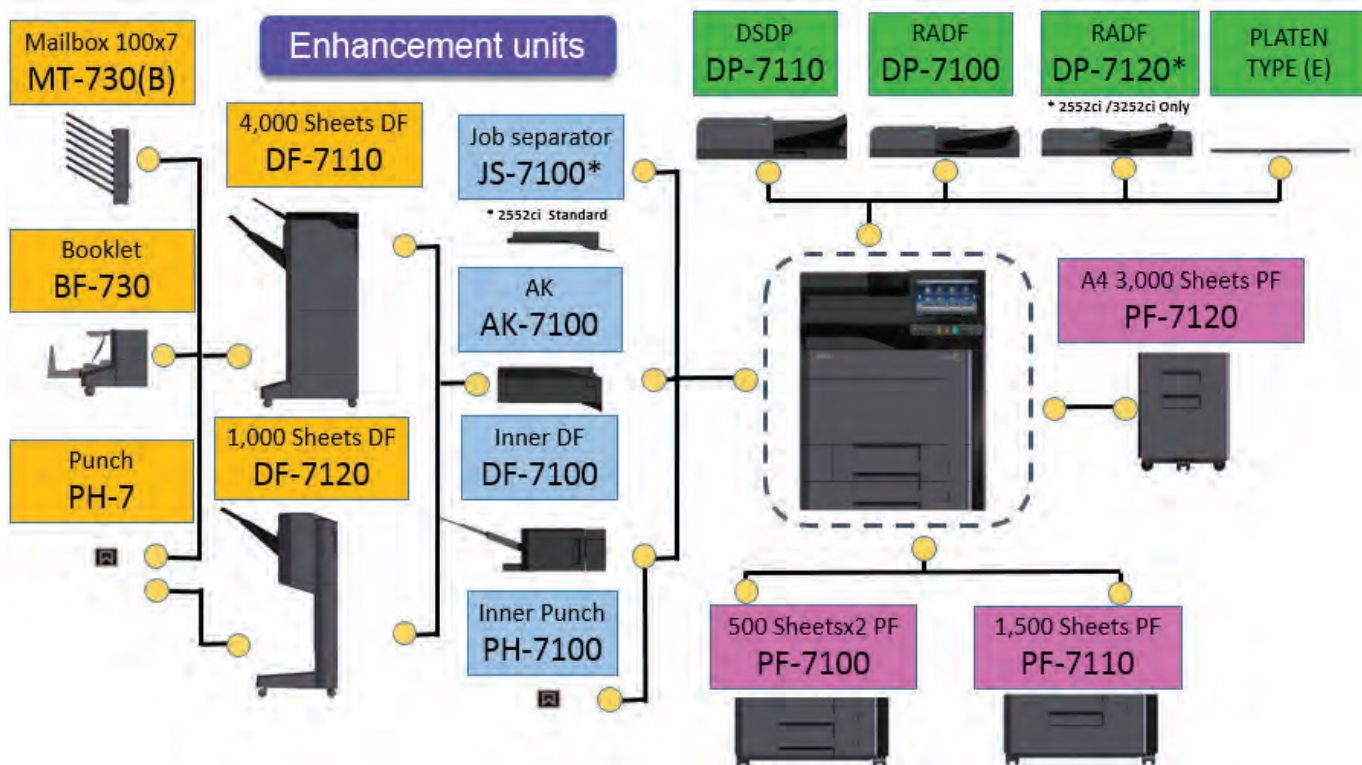 Enhancement units
Mailbox 100x7
MT-730(B)
4,000 Sheets DF
DF-7110
Booklet
BF-730
1,000 Sheets DF
DF-7120
Punch
PH-7
Job separator
JS-7100*
* 2552ci Standard
AK
AK-7100
Inner DF
DF-7100
Inner Punch
PH-7100
DSDP
DP-7110
RADF
DP-7100
RADF
DP-7120*
* 2552ci /3252ci Only
PLATEN
TYPE (E)
A4 3,000 Sheets PF
PF-7120
500 Sheetsx2 PF
PF-7100
1,500 Sheets PF
PF-7110